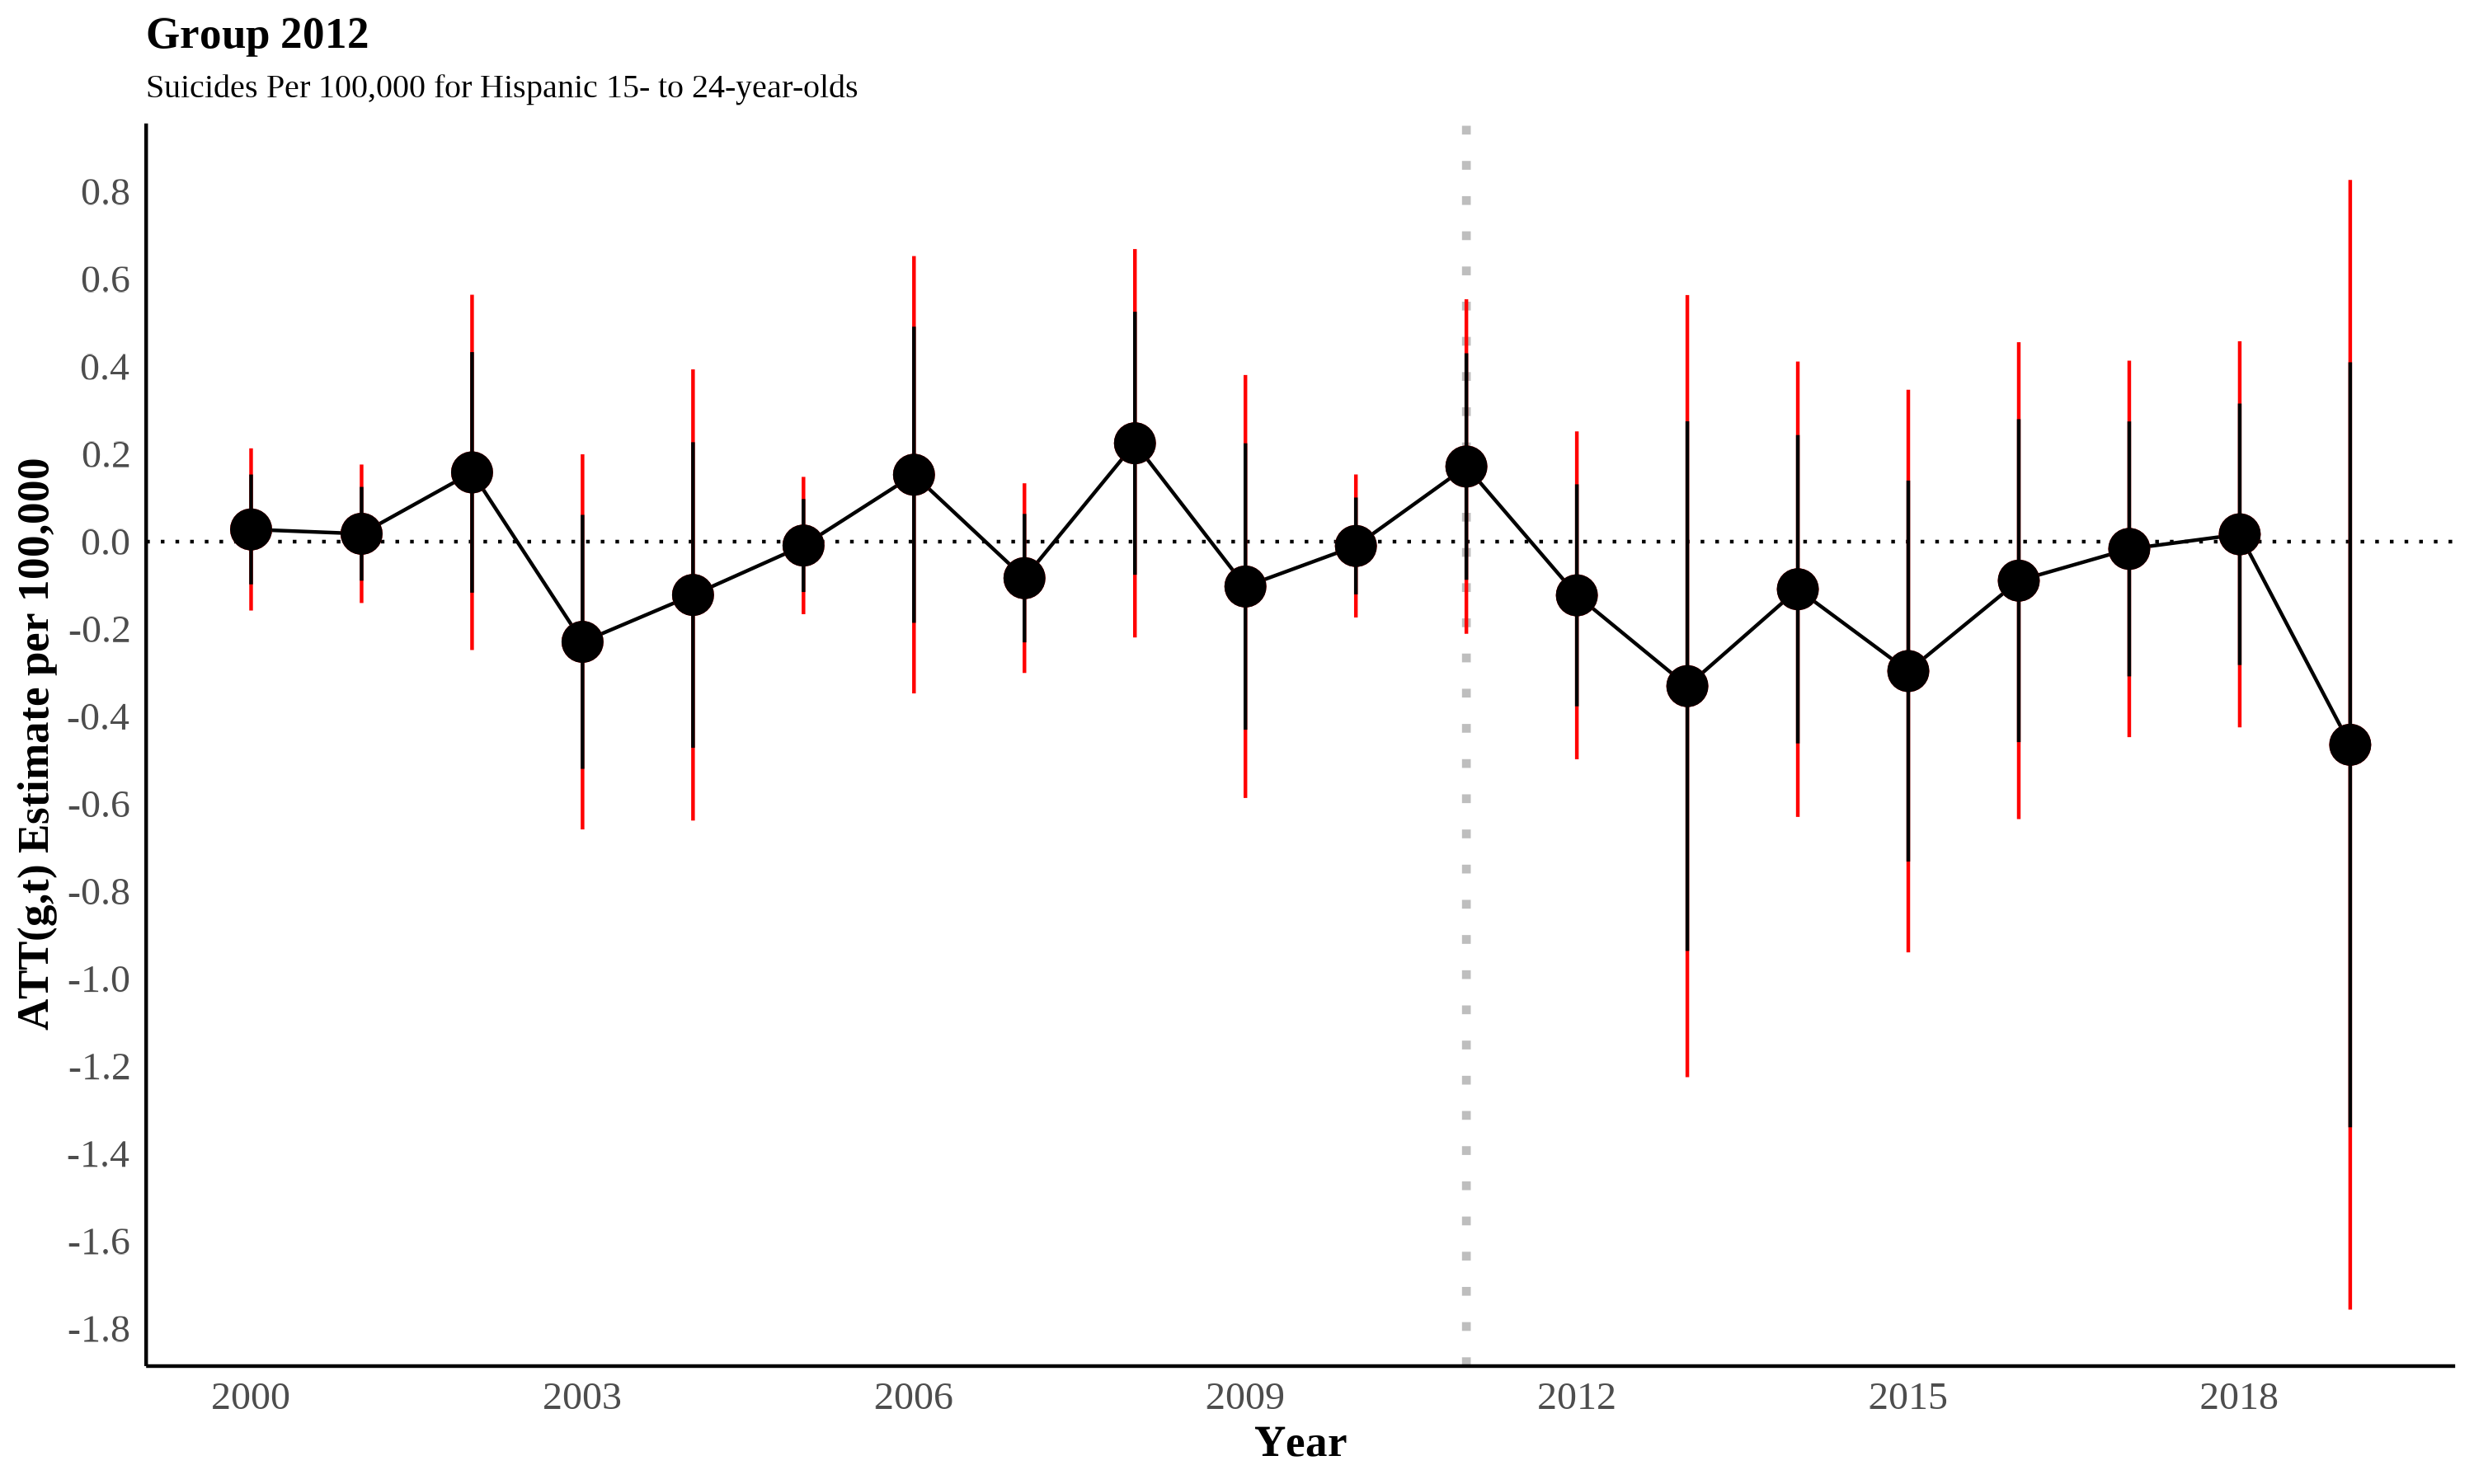 Group 2012
Suicides Per 100,000 for Hispanic 15- to 24-year-olds
ATT(g,t) Estimate per 100,000
0.8
0.6
0.4
0.2
0.0
-0.2
-0.4
-0.6
-0.8
-1.0
-1.2
-1.4
-1.6
-1.8
2000 2003 2006 2009 2012 2015 2018
Year